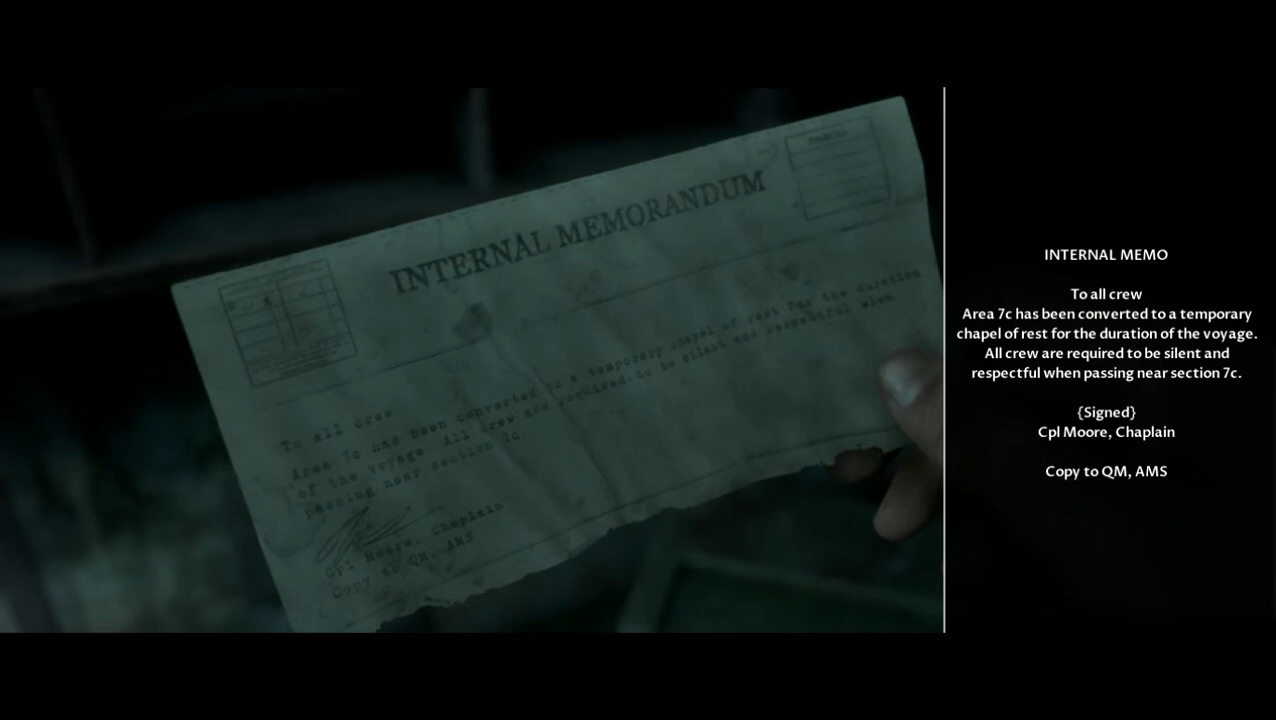 INTERNAL MEMORANDUM
To all crew
Area 7c has been converted to a temporary chapel of rest for the duration
of the voyage. All crew are required to be silent and respectful when
passing near section 7c.
Cpl Moore, Chaplain
Copy to QM, AMS
INTERNAL MEMO
To all crew
Area 7c has been converted to a temporary
chapel of rest for the duration of the voyage.
All crew are required to be silent and
respectful when passing near section 7c.
{Signed}
Cpl Moore, Chaplain
Copy to QM, AMS